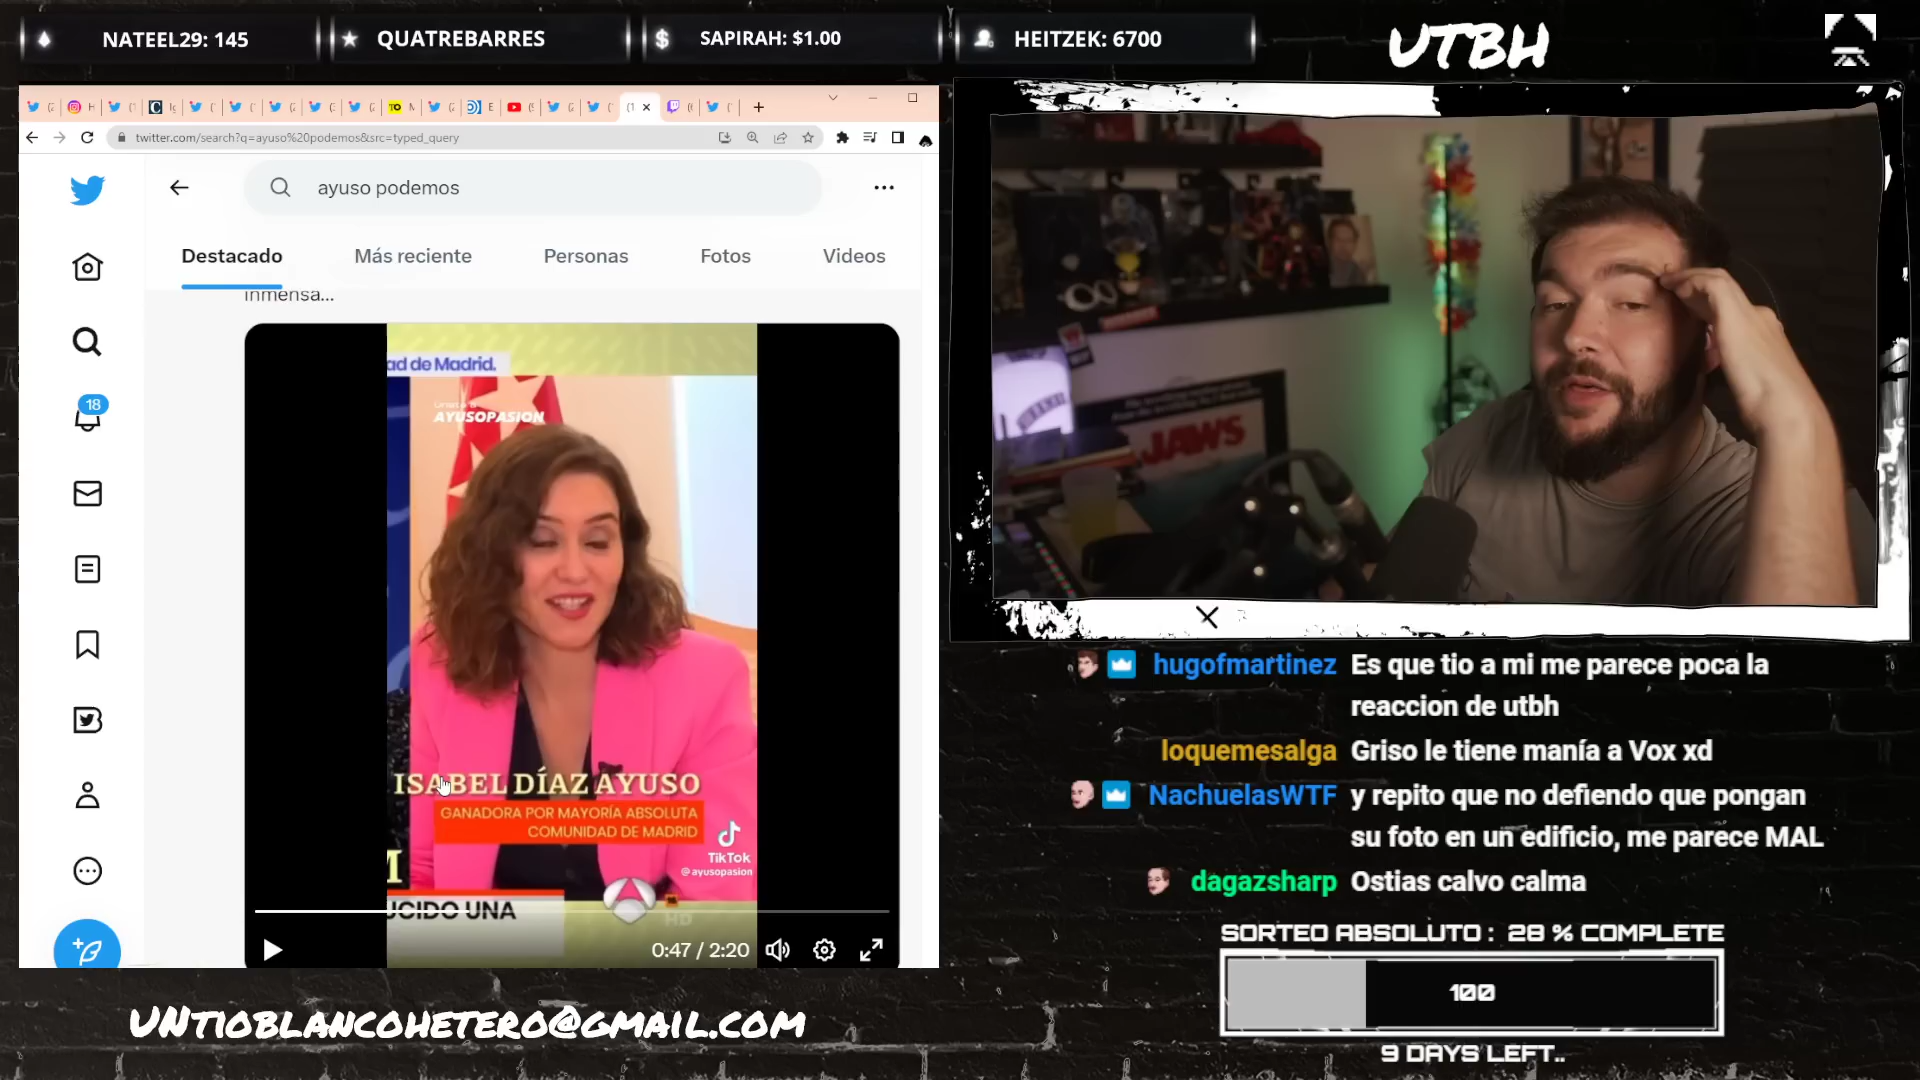 NATEEL29: 145
QUATREBARRES
SAPIRAH: $1.00
HEITZEK: 6700
UTBH
twitter.com/search?q=ayuso%20podemos&src=typed_query
ayuso podemos
Destacado
Más reciente
Personas
Fotos
Videos
inmensa...
18
ad de Madrid.
AYUSOPASION
ISABEL DÍAZ AYUSO
GANADORA POR MAYORÍA ABSOLUTA
COMUNIDAD DE MADRID
TikTok
@ayusopasion
M
UCIDO UNA
HD
0:47 / 2:20
JAWS
hugofmartinez Es que tio a mi me parece poca la
reaccion de utbh
loquemesalga Griso le tiene manía a Vox xd
NachuelasWTF y repito que no defiendo que pongan
su foto en un edificio, me parece MAL
dagazsharp Ostias calvo calma
SORTEO ABSOLUTO : 28 % COMPLETE
100
9 DAYS LEFT..
UNTIOBLANCOHETERO@GMAIL.COM